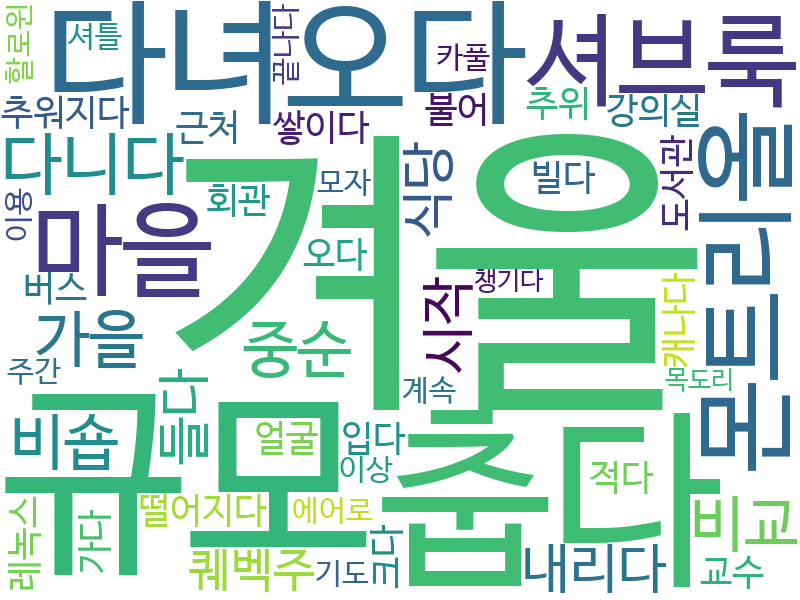 할로윈
셔틀
다녀오다
끝나다
카풀
셔브룩
추워지다
근처
쌓이다
불어
추위
강의실
몬트리올
다니다
회관
모자
식당
빌다
도서관
이용
마을
겨울
버스
오다
시작
챙기다
캐나다
가을
중순
주간
계속
목도리
규모
춥다
비숍
들다
얼굴
입다
이상
적다
비교
레녹스
가다
떨어지다
에어로
퀘벡주
기도
크다
내리다
교수